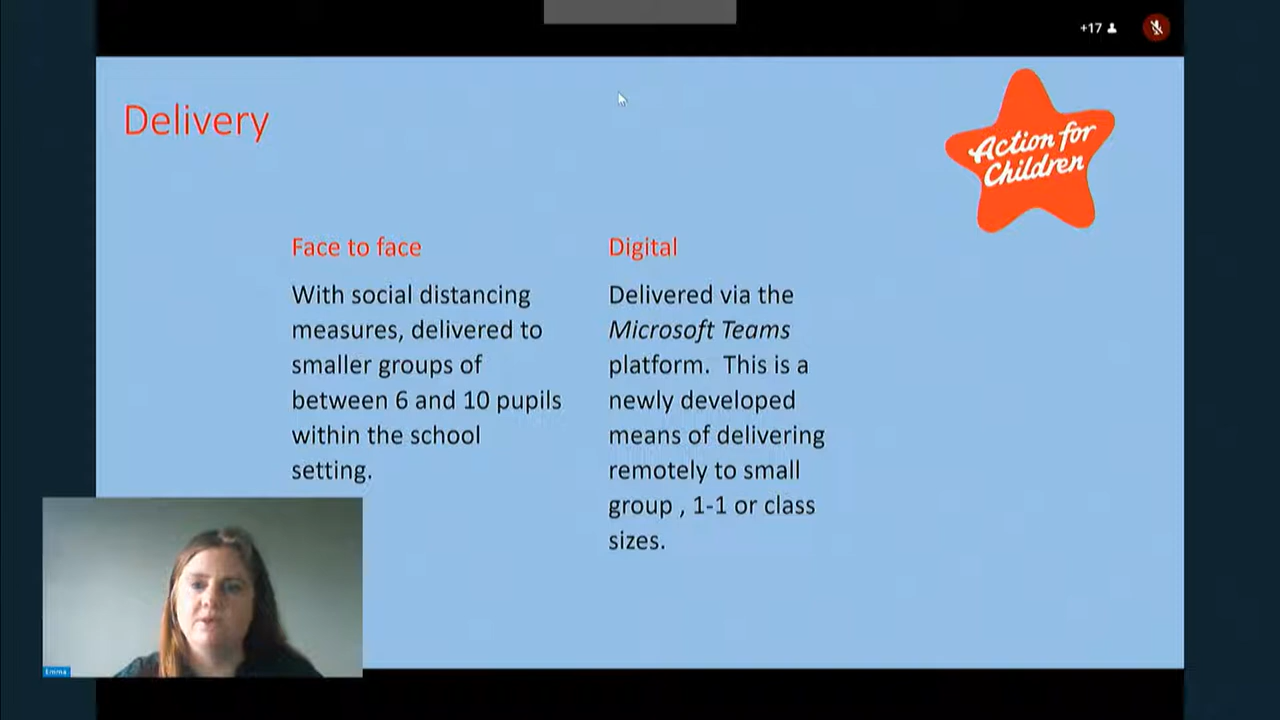 +17
Delivery
Action for
Children
Face to face
With social distancing
measures, delivered to
smaller groups of
between 6 and 10 pupils
within the school
setting.
Digital
Delivered via the
Microsoft Teams
platform.  This is a
newly developed
means of delivering
remotely to small
group , 1-1 or class
sizes.
Emma